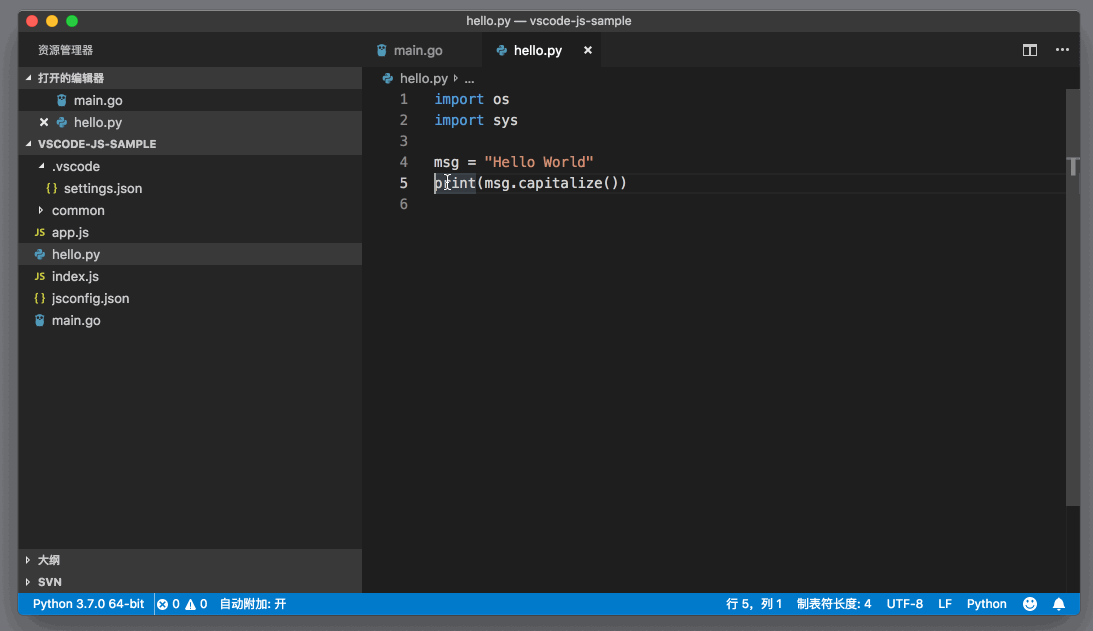 hello.py — vscode-js-sample
资源管理器
打开的编辑器
main.go
hello.py
VSCODE-JS-SAMPLE
.vscode
{} settings.json
common
JS app.js
hello.py
JS index.js
{} jsconfig.json
main.go
大纲
SVN
main.go hello.py
hello.py ...
1 import os
2 import sys
3
4 msg = "Hello World"
5 print(msg.capitalize())
6
Python 3.7.0 64-bit 0 0 自动附加: 开 行 5，列 1 制表符长度: 4 UTF-8 LF Python